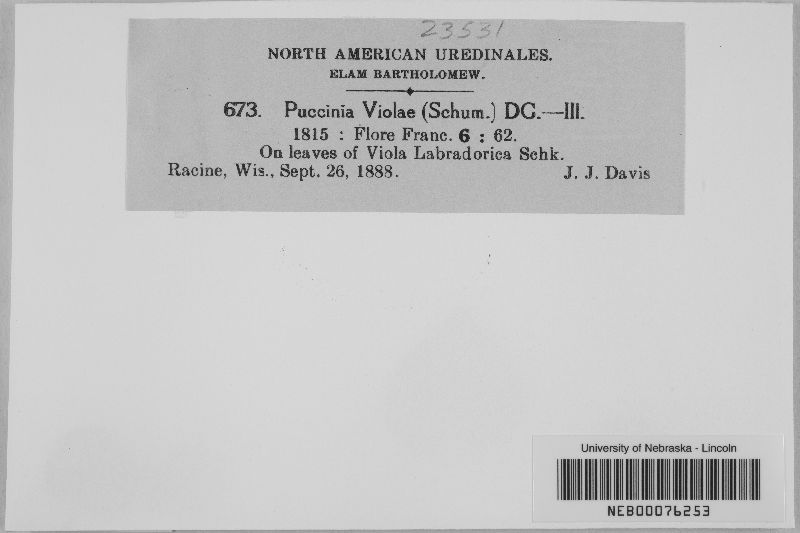 23531
NORTH AMERICAN UREDINALES.
ELAM BARTHOLOMEW.
673. Puccinia Violae (Schum.) DC.—III.
1815 : Flore Franc. 6 : 62.
On leaves of Viola Labradorica Schk.
Racine, Wis., Sept. 26, 1888. J. J. Davis
University of Nebraska - Lincoln
NEB00076253